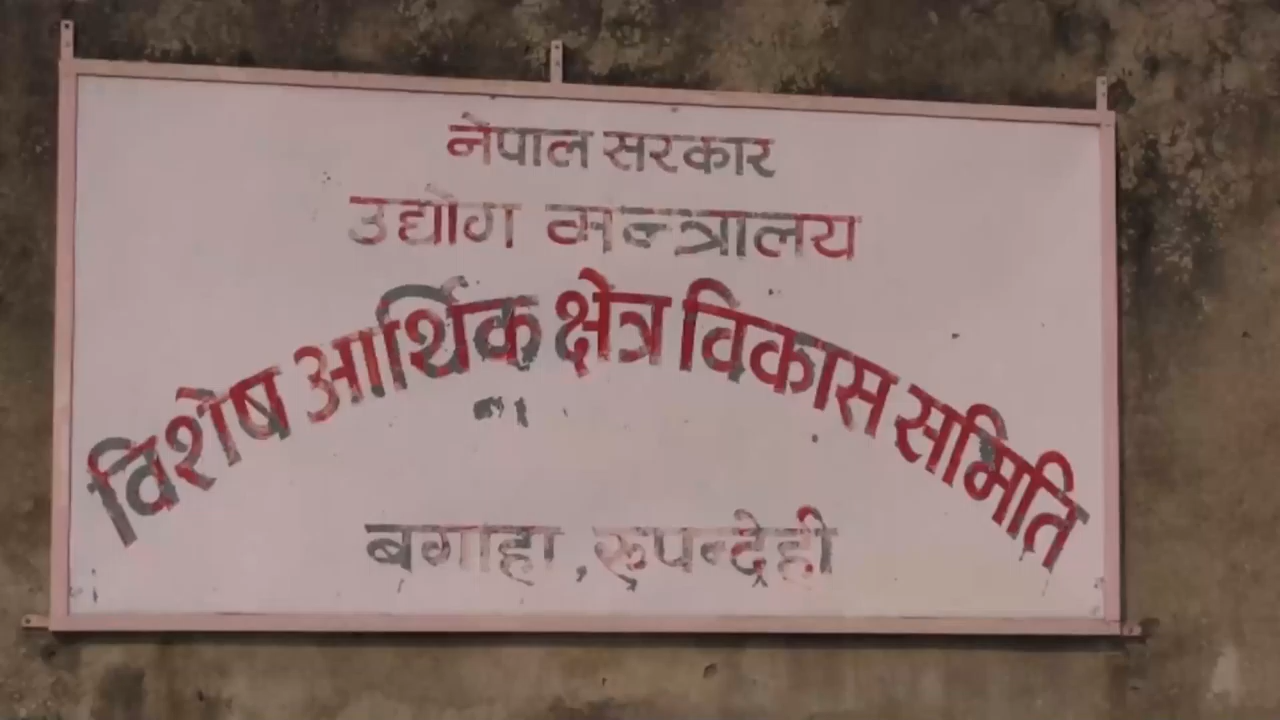 नेपाल सरकार
उद्योग मन्त्रालय
विशेष आर्थिक क्षेत्र विकास समिति
बगाहा, रुपन्देही